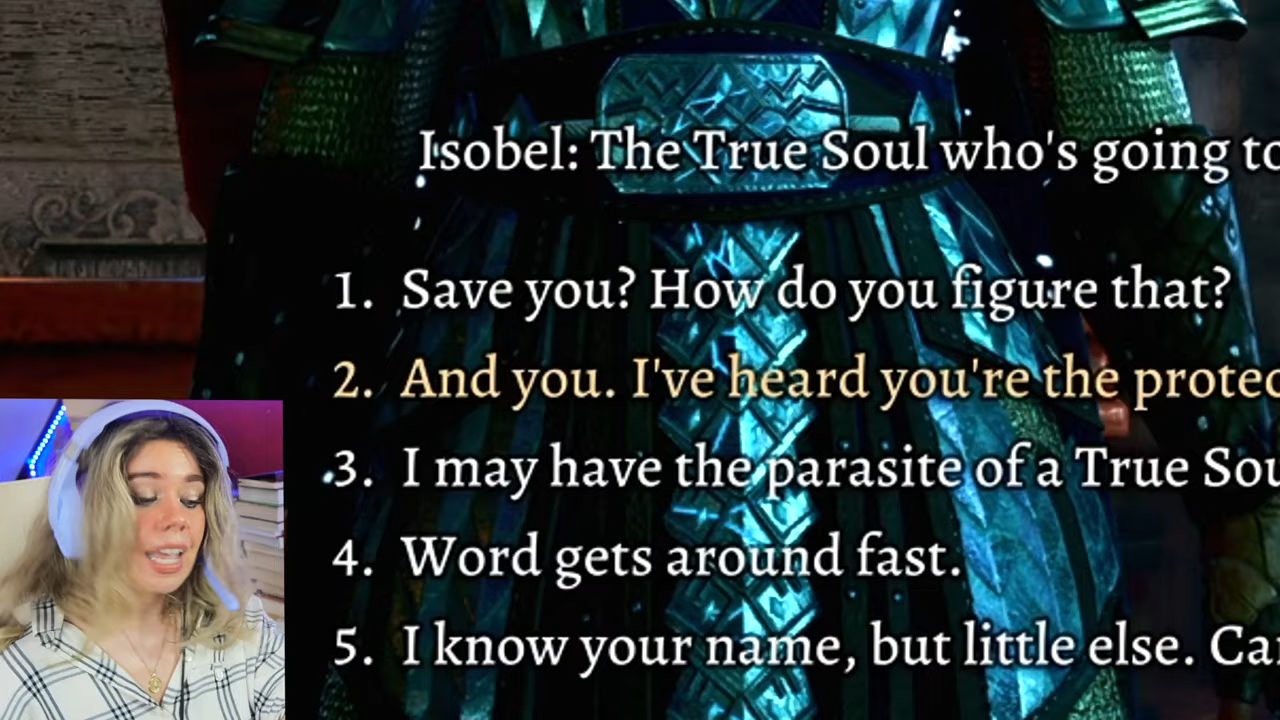 Isobel: The True Soul who's going to
1. Save you? How do you figure that?
2. And you. I've heard you're the protec
3. I may have the parasite of a True Sou
4. Word gets around fast.
5. I know your name, but little else. Ca